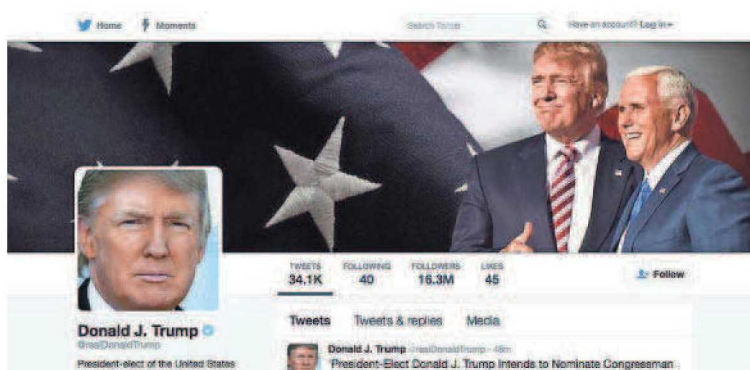 Home Moments Search Twitter Have an account? Log in
TWEETS FOLLOWING FOLLOWERS LIKES
34.1K 40 16.3M 45
Follow
Tweets Tweets & replies Media
Donald J. Trump
@realDonaldTrump
President-elect of the United States
Donald J. Trump @realDonaldTrump · 48m
President-Elect Donald J. Trump Intends to Nominate Congressman